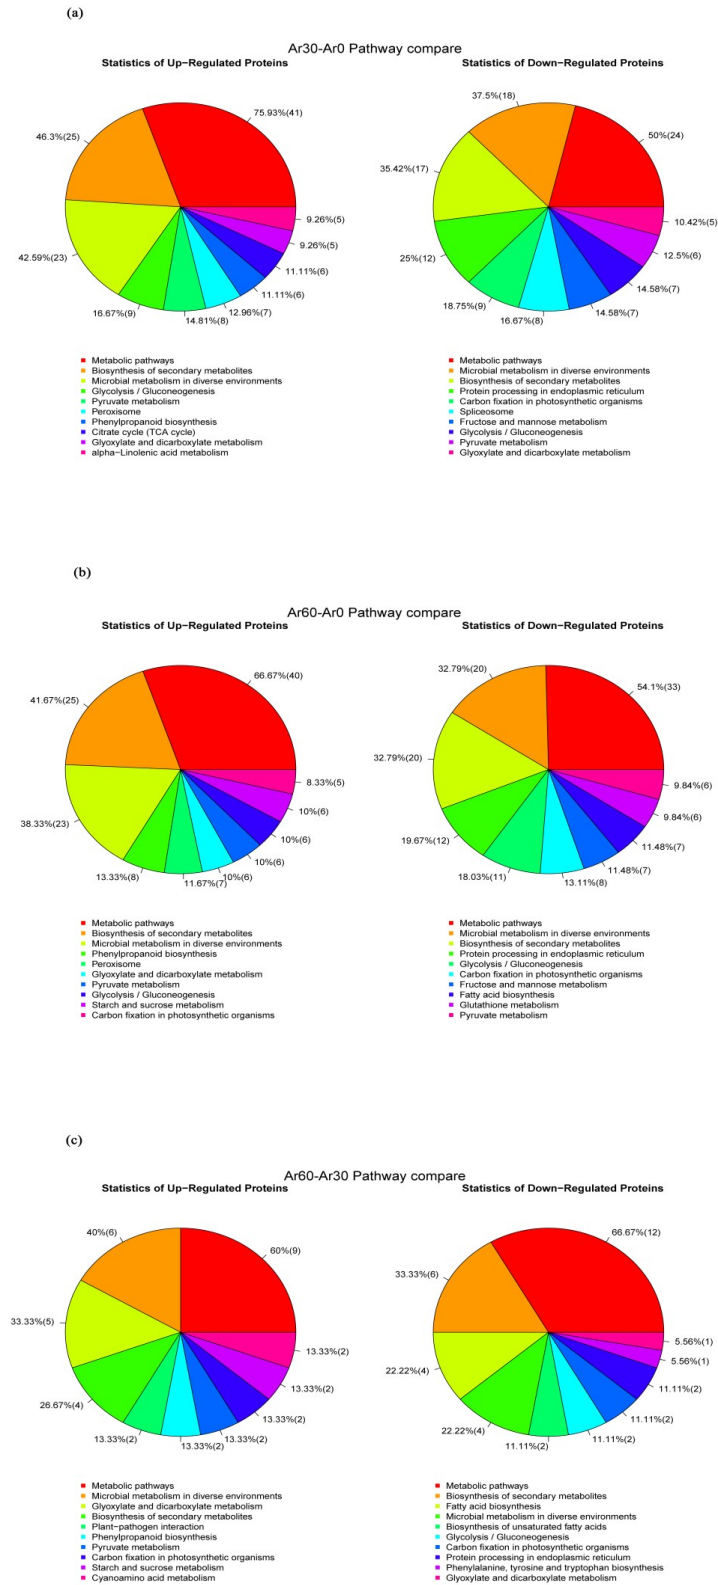 (a)
Ar30-Ar0 Pathway compare
Statistics of Up-Regulated Proteins
75.93%(41)
46.3%(25)
42.59%(23)
16.67%(9)
14.81%(8)
12.96%(7)
11.11%(6)
11.11%(6)
9.26%(5)
9.26%(5)
Metabolic pathways
Biosynthesis of secondary metabolites
Microbial metabolism in diverse environments
Glycolysis / Gluconeogenesis
Pyruvate metabolism
Peroxisome
Phenylpropanoid biosynthesis
Citrate cycle (TCA cycle)
Glyoxylate and dicarboxylate metabolism
alpha-Linolenic acid metabolism
Statistics of Down-Regulated Proteins
50%(24)
37.5%(18)
35.42%(17)
25%(12)
18.75%(9)
16.67%(8)
14.58%(7)
14.58%(7)
12.5%(6)
10.42%(5)
Metabolic pathways
Microbial metabolism in diverse environments
Biosynthesis of secondary metabolites
Protein processing in endoplasmic reticulum
Carbon fixation in photosynthetic organisms
Spliceosome
Fructose and mannose metabolism
Glycolysis / Gluconeogenesis
Pyruvate metabolism
Glyoxylate and dicarboxylate metabolism
(b)
Ar60-Ar0 Pathway compare
Statistics of Up-Regulated Proteins
66.67%(40)
41.67%(25)
38.33%(23)
13.33%(8)
11.67%(7)
10%(6)
10%(6)
10%(6)
10%(6)
8.33%(5)
Metabolic pathways
Biosynthesis of secondary metabolites
Microbial metabolism in diverse environments
Phenylpropanoid biosynthesis
Peroxisome
Glyoxylate and dicarboxylate metabolism
Pyruvate metabolism
Glycolysis / Gluconeogenesis
Starch and sucrose metabolism
Carbon fixation in photosynthetic organisms
Statistics of Down-Regulated Proteins
54.1%(33)
32.79%(20)
32.79%(20)
19.67%(12)
18.03%(11)
13.11%(8)
11.48%(7)
11.48%(7)
9.84%(6)
9.84%(6)
Metabolic pathways
Microbial metabolism in diverse environments
Biosynthesis of secondary metabolites
Protein processing in endoplasmic reticulum
Glycolysis / Gluconeogenesis
Carbon fixation in photosynthetic organisms
Fructose and mannose metabolism
Fatty acid biosynthesis
Glutathione metabolism
Pyruvate metabolism
(c)
Ar60-Ar30 Pathway compare
Statistics of Up-Regulated Proteins
60%(9)
40%(6)
33.33%(5)
26.67%(4)
13.33%(2)
13.33%(2)
13.33%(2)
13.33%(2)
13.33%(2)
13.33%(2)
Metabolic pathways
Microbial metabolism in diverse environments
Glyoxylate and dicarboxylate metabolism
Biosynthesis of secondary metabolites
Plant-pathogen interaction
Phenylpropanoid biosynthesis
Pyruvate metabolism
Carbon fixation in photosynthetic organisms
Starch and sucrose metabolism
Cyanoamino acid metabolism
Statistics of Down-Regulated Proteins
66.67%(12)
33.33%(6)
22.22%(4)
22.22%(4)
11.11%(2)
11.11%(2)
11.11%(2)
11.11%(2)
5.56%(1)
5.56%(1)
Metabolic pathways
Biosynthesis of secondary metabolites
Fatty acid biosynthesis
Microbial metabolism in diverse environments
Biosynthesis of unsaturated fatty acids
Glycolysis / Gluconeogenesis
Carbon fixation in photosynthetic organisms
Protein processing in endoplasmic reticulum
Phenylalanine, tyrosine and tryptophan biosynthesis
Glyoxylate and dicarboxylate metabolism